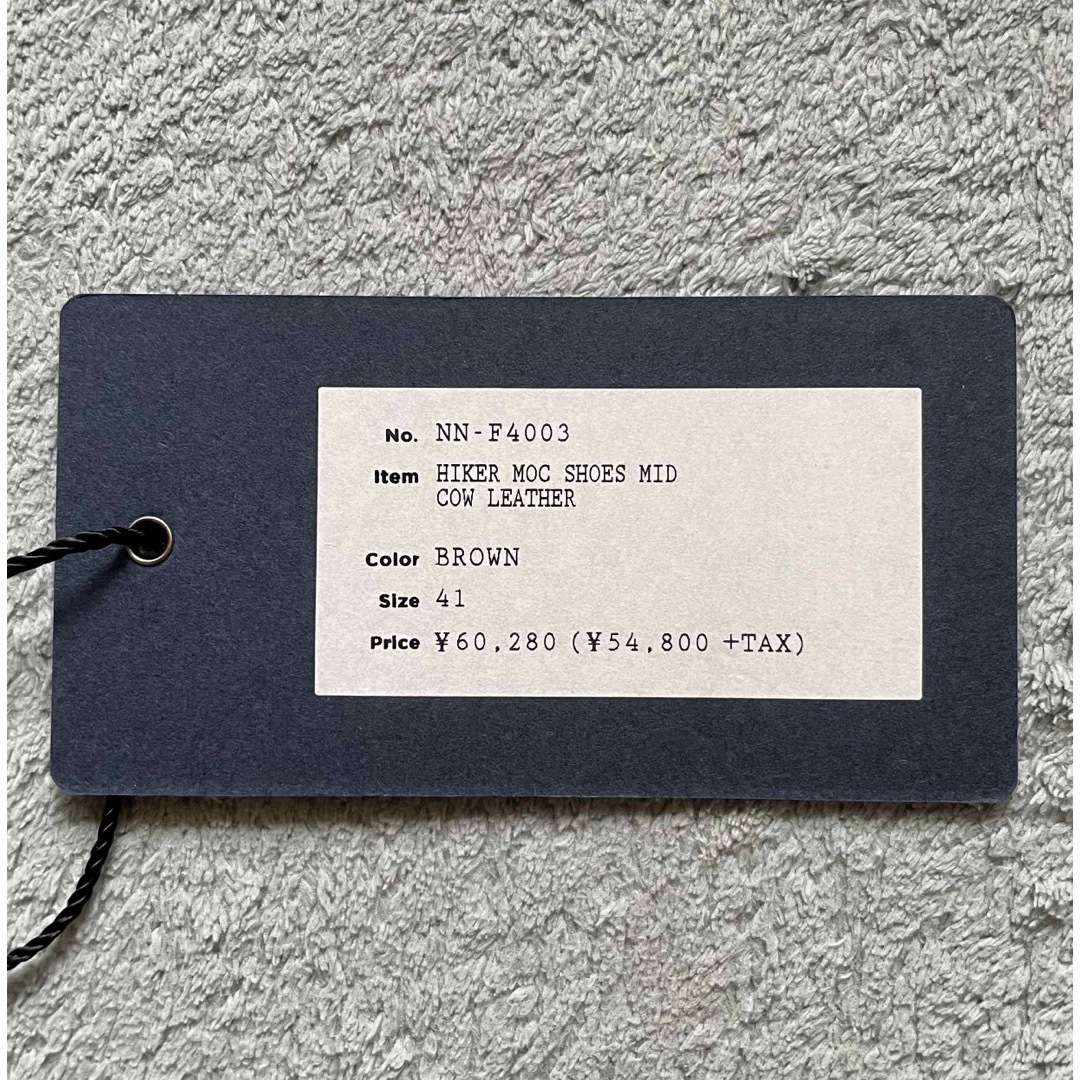 No. NN-F4003
Item HIKER MOC SHOES MID
COW LEATHER
Color BROWN
Size 41
Price ¥60,280 (¥54,800 +TAX)